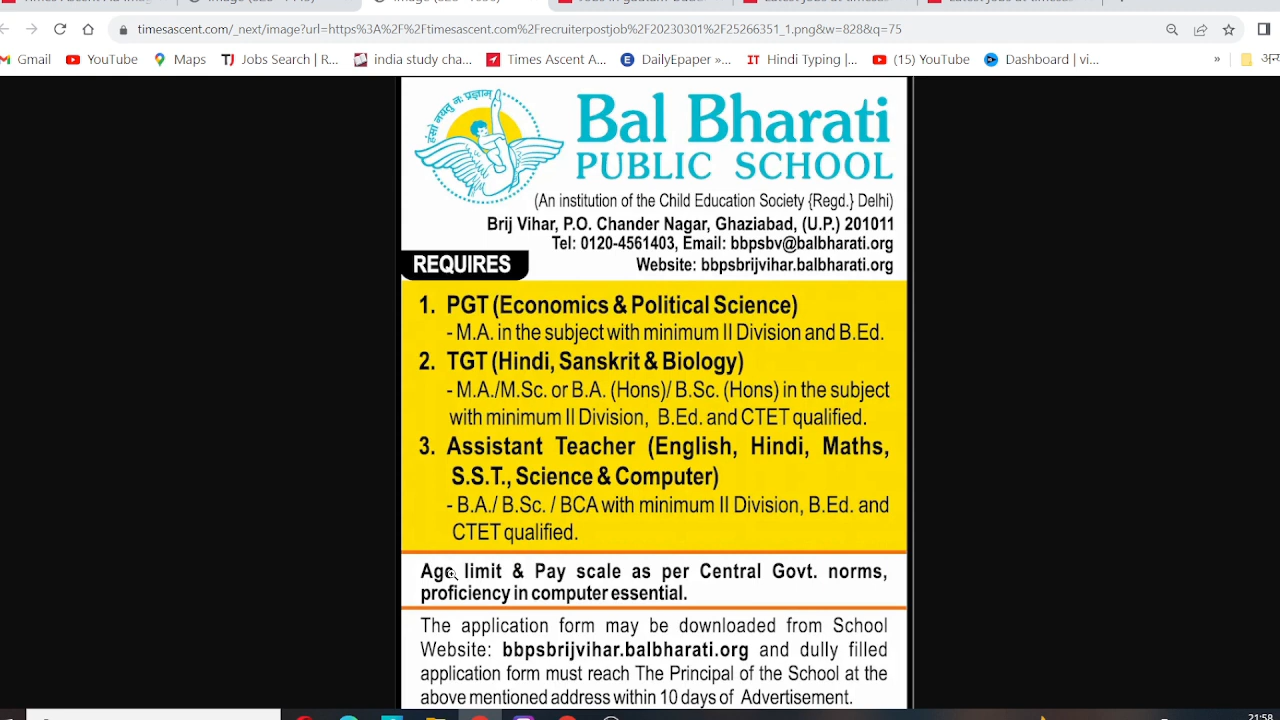 timesascent.com/_next/image?url=https%3A%2F%2Ftimesascent.com%2Frecruiterpostjob%2F20230301%2F25266351_1.png&w=828&q=75
Gmail YouTube Maps Jobs Search | R... india study cha... Times Ascent A... DailyEpaper »... Hindi Typing |... (15) YouTube Dashboard | vi... »
हंसो नयतु नः प्रज्ञाम्
Bal Bharati
PUBLIC SCHOOL
(An institution of the Child Education Society {Regd.} Delhi)
Brij Vihar, P.O. Chander Nagar, Ghaziabad, (U.P.) 201011
Tel: 0120-4561403, Email: bbpsbv@balbharati.org
REQUIRES
Website: bbpsbrijvihar.balbharati.org
1. PGT (Economics & Political Science)
- M.A. in the subject with minimum II Division and B.Ed.
2. TGT (Hindi, Sanskrit & Biology)
- M.A./M.Sc. or B.A. (Hons)/ B.Sc. (Hons) in the subject
with minimum II Division, B.Ed. and CTET qualified.
3. Assistant Teacher (English, Hindi, Maths,
S.S.T., Science & Computer)
- B.A./ B.Sc. / BCA with minimum II Division, B.Ed. and
CTET qualified.
Age limit & Pay scale as per Central Govt. norms,
proficiency in computer essential.
The application form may be downloaded from School
Website: bbpsbrijvihar.balbharati.org and dully filled
application form must reach The Principal of the School at the
above mentioned address within 10 days of Advertisement.
21:58